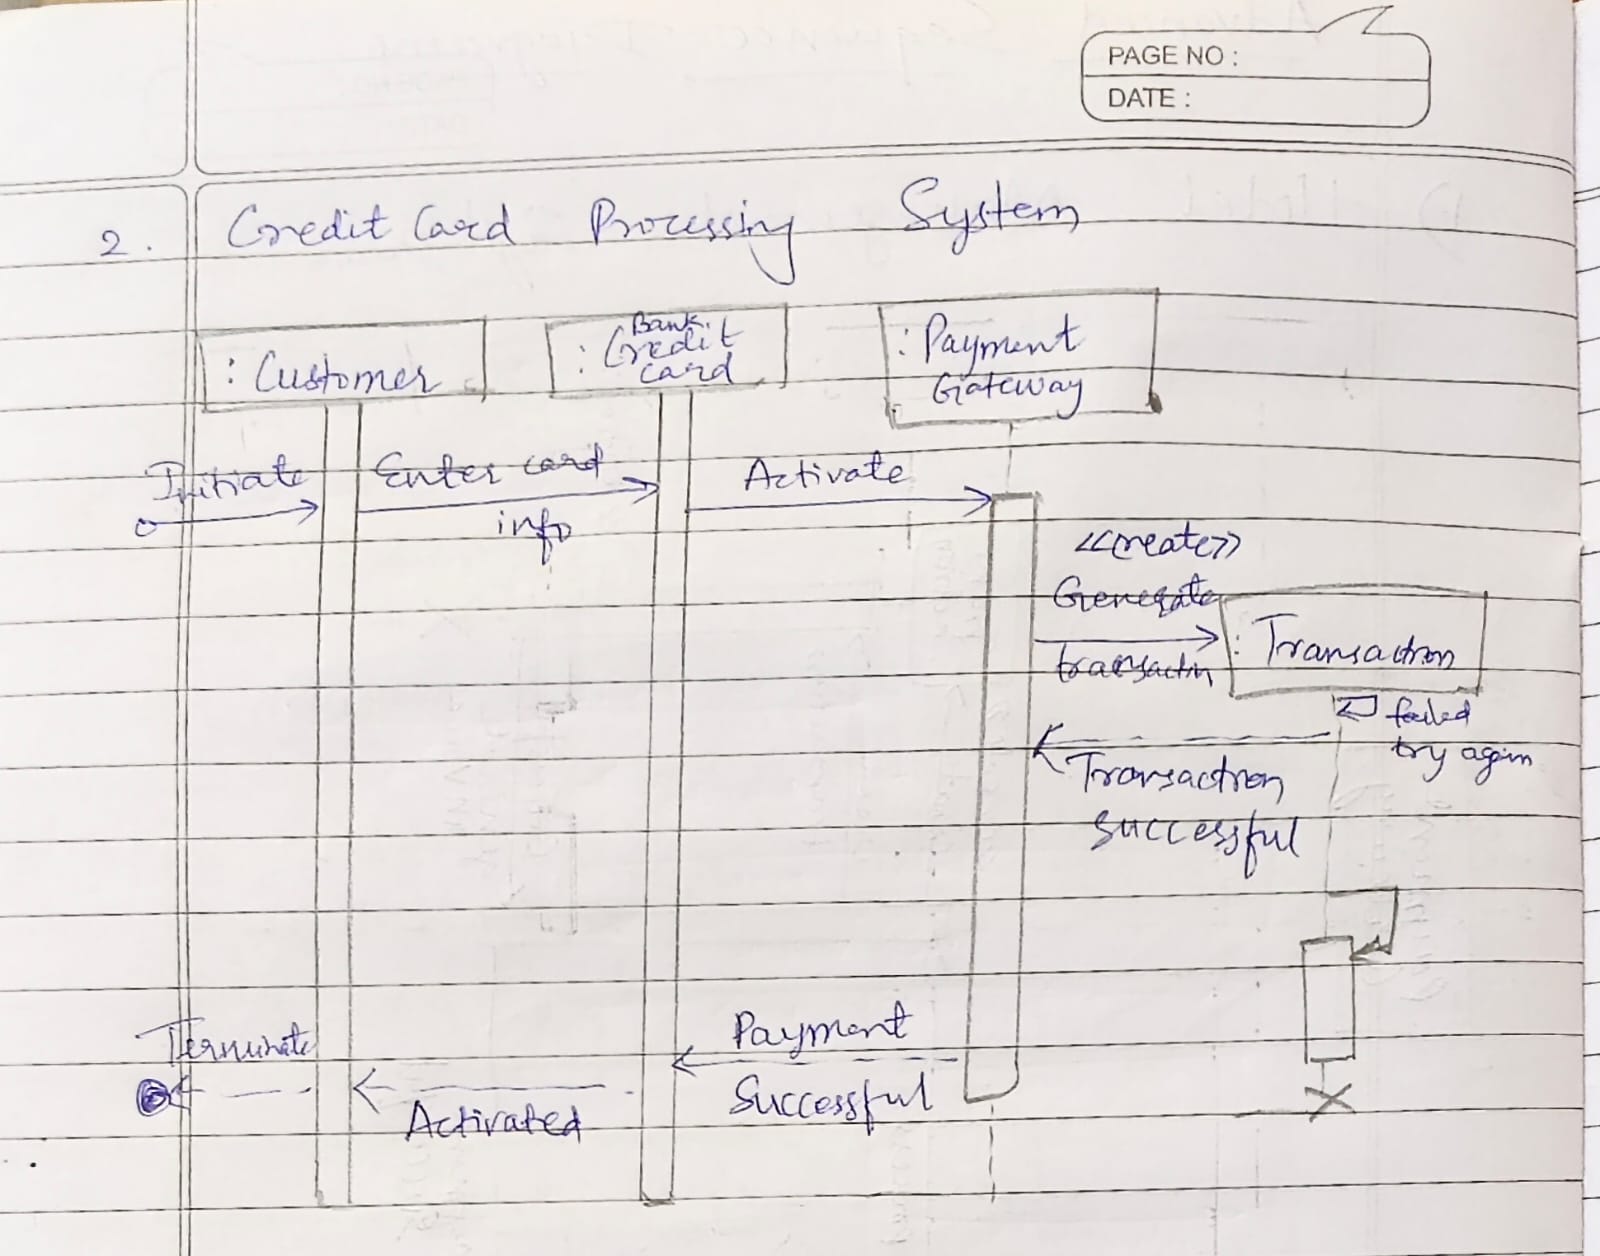 PAGE NO :
DATE :
2. Credit Card Processing System
: Customer
Bank
: Credit
card
: Payment
Gateway
Initiate
Enter card
info
Activate
<<create>>
Generate
transactin
: Transaction
failed
try again
Transaction
successful
Payment
Successful
Terminate
Activated